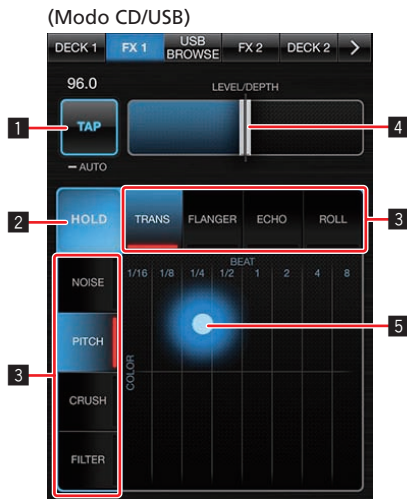 (Modo CD/USB)
DECK 1 FX 1 USB BROWSE FX 2 DECK 2 >
96.0 LEVEL/DEPTH
1 TAP 4
AUTO
2 HOLD TRANS FLANGER ECHO ROLL 3
BEAT
NOISE 1/16 1/8 1/4 1/2 1 2 4 8
PITCH 5
3 COLOR
CRUSH
FILTER